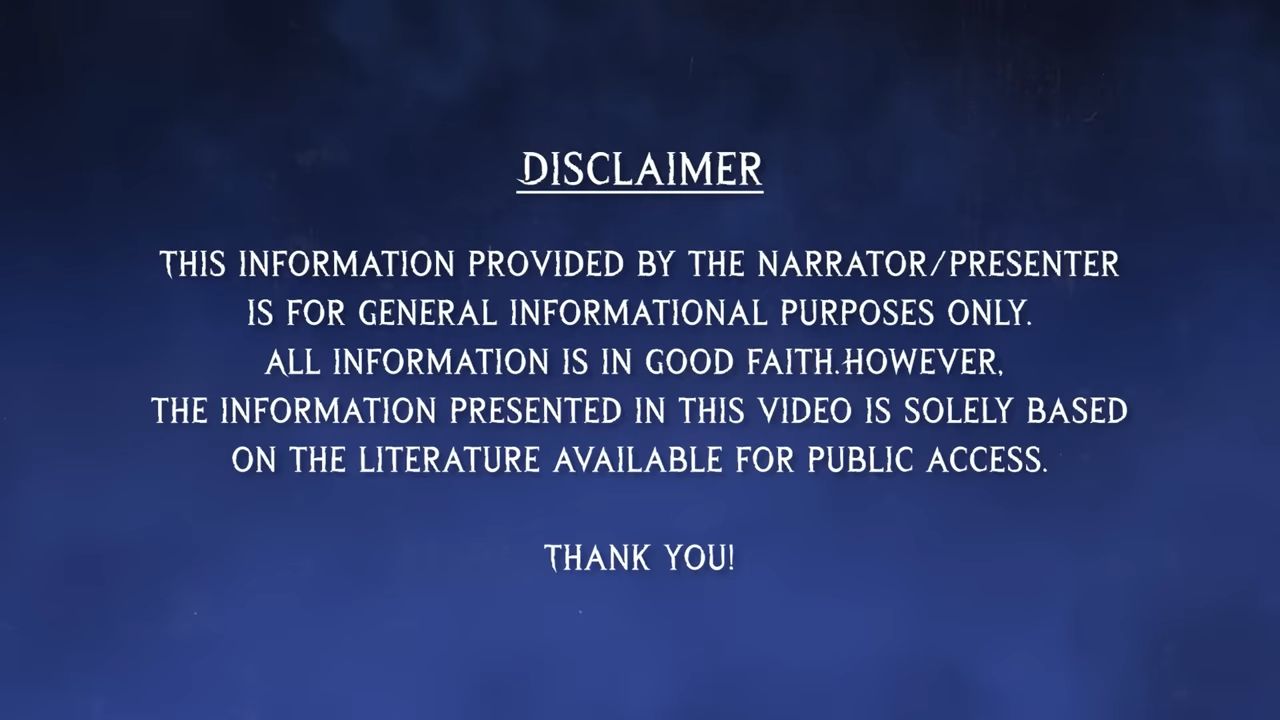 DISCLAIMER
THIS INFORMATION PROVIDED BY THE NARRATOR/PRESENTER
IS FOR GENERAL INFORMATIONAL PURPOSES ONLY.
ALL INFORMATION IS IN GOOD FAITH.HOWEVER,
THE INFORMATION PRESENTED IN THIS VIDEO IS SOLELY BASED
ON THE LITERATURE AVAILABLE FOR PUBLIC ACCESS.
THANK YOU!